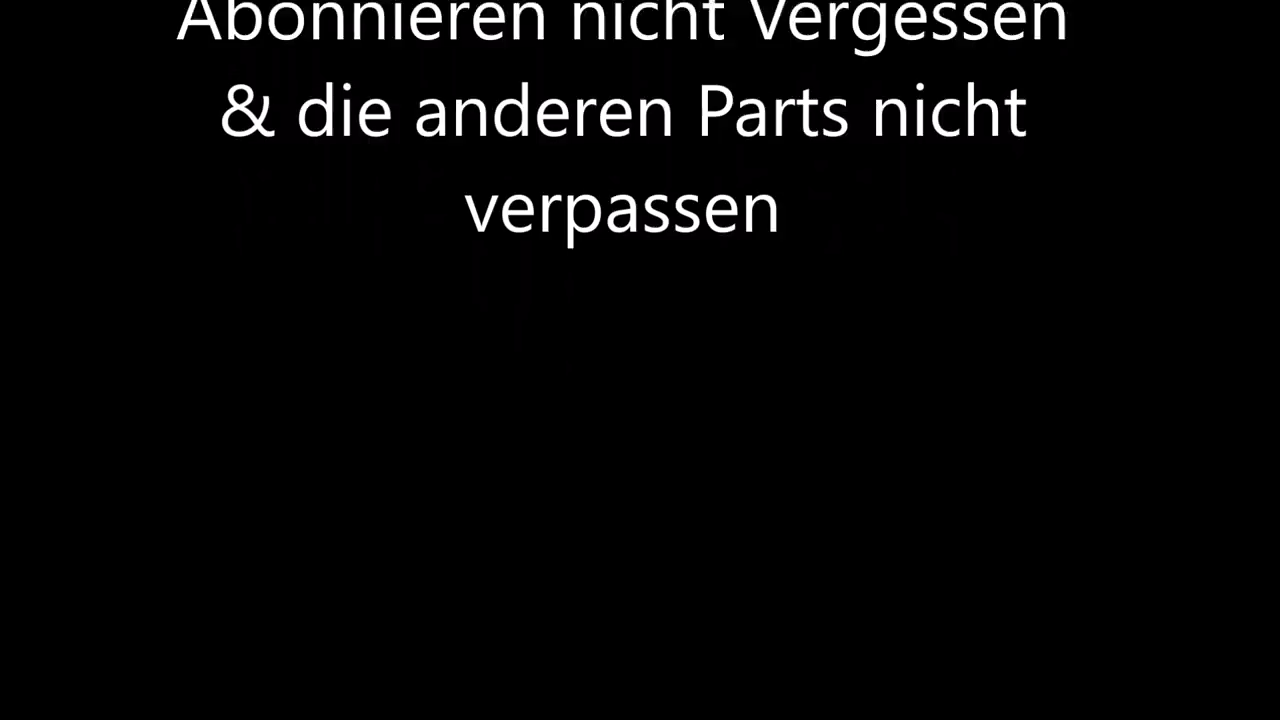 Abonnieren nicht Vergessen
& die anderen Parts nicht
verpassen